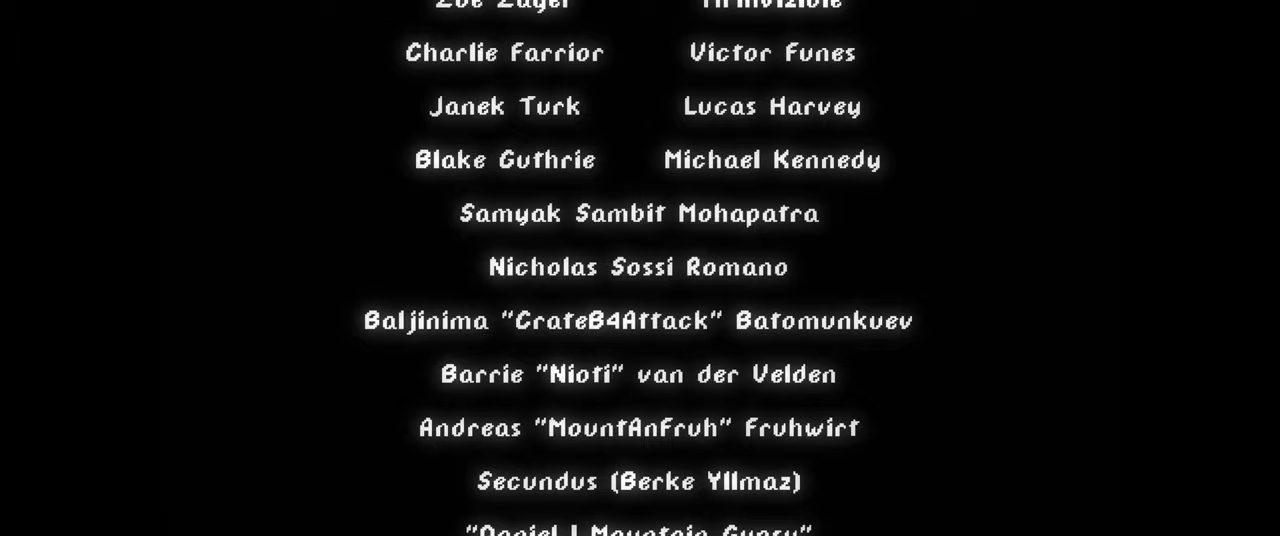 Charlie Farrior Victor Funes
Janek Turk Lucas Harvey
Blake Guthrie Michael Kennedy
Samyak Sambit Mohapatra
Nicholas Sossi Romano
Baljinima "CrateB4Attack" Batomunkuev
Barrie "Nioti" van der Velden
Andreas "MountAnFruh" Fruhwirt
Secundus (Berke Yllmaz)